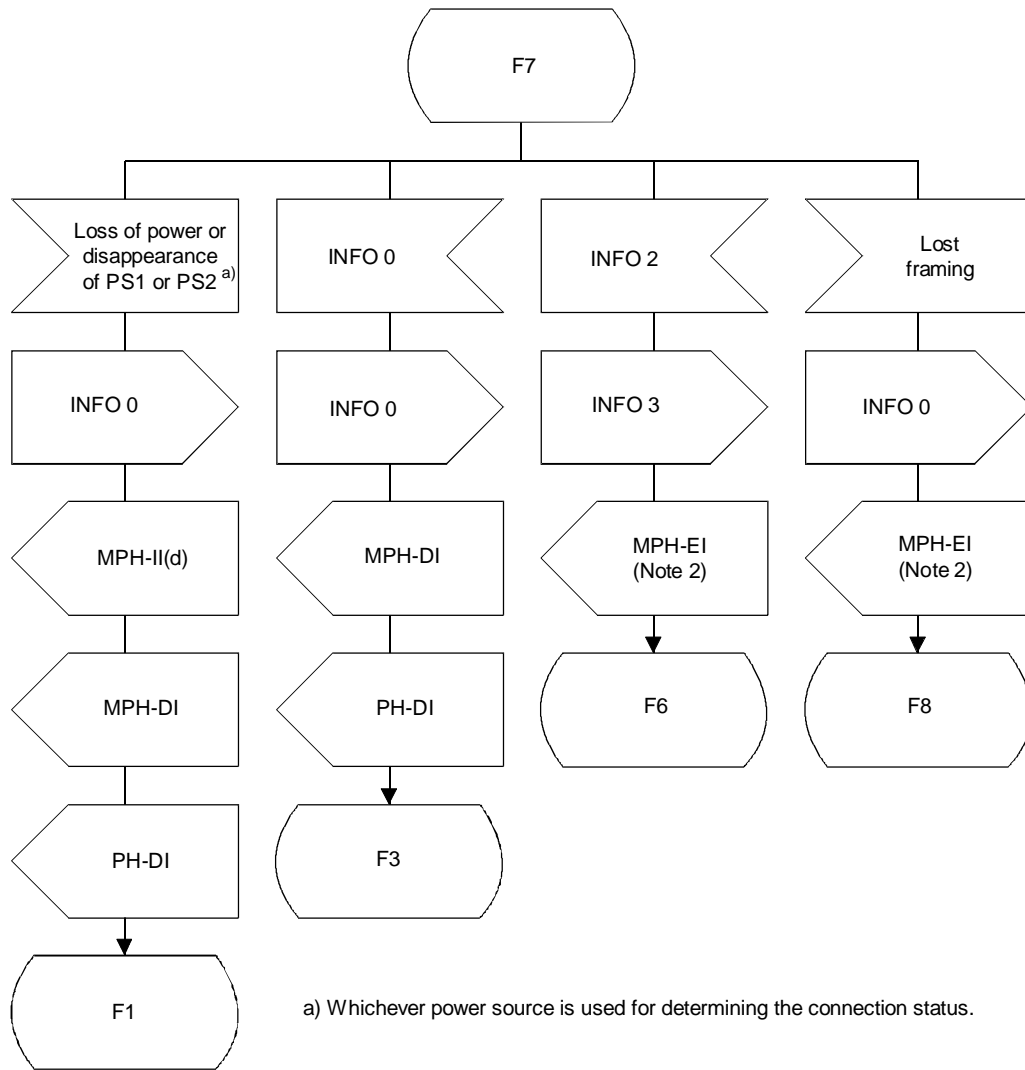 F7
Loss of power or
disappearance
of PS1 or PS2 a)
INFO 0
INFO 2
Lost
framing
INFO 0
INFO 0
INFO 3
INFO 0
MPH-II(d)
MPH-DI
MPH-EI
(Note 2)
MPH-EI
(Note 2)
MPH-DI
PH-DI
F6
F8
PH-DI
F3
F1
a) Whichever power source is used for determining the connection status.